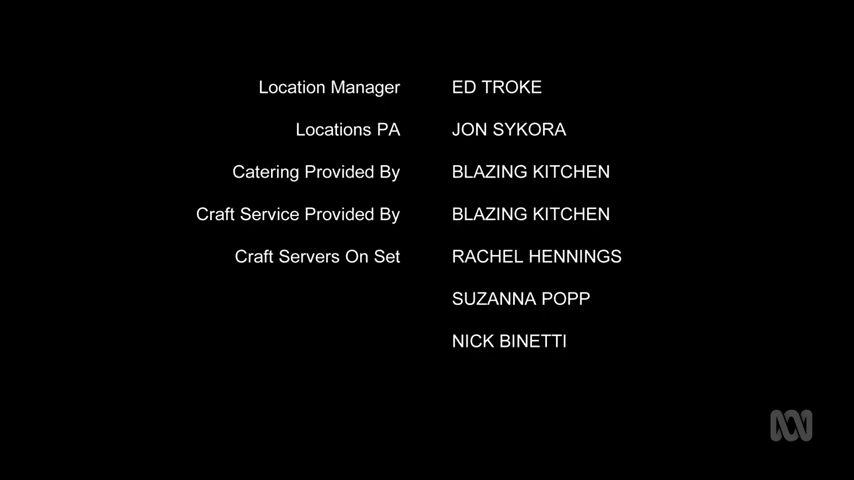 Location Manager ED TROKE
Locations PA JON SYKORA
Catering Provided By BLAZING KITCHEN
Craft Service Provided By BLAZING KITCHEN
Craft Servers On Set RACHEL HENNINGS
SUZANNA POPP
NICK BINETTI